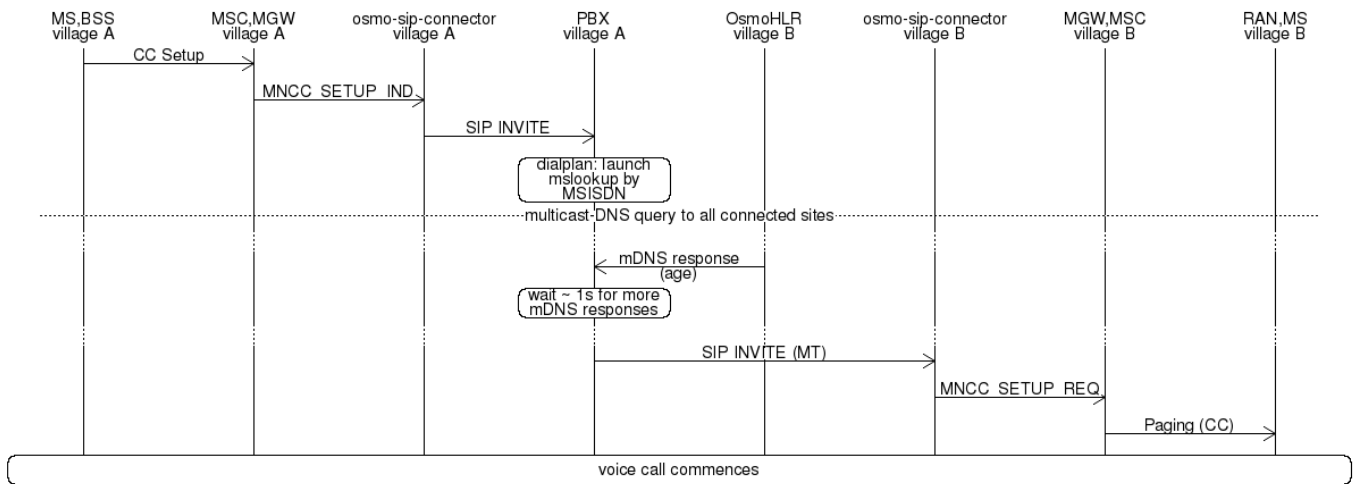 MS,BSS
village A
MSC,MGW
village A
osmo-sip-connector
village A
PBX
village A
OsmoHLR
village B
osmo-sip-connector
village B
MGW,MSC
village B
RAN,MS
village B
CC Setup
MNCC_SETUP_IND
SIP INVITE
dialplan: launch
mslookup by
MSISDN
multicast-DNS query to all connected sites
mDNS response
(age)
wait ~ 1s for more
mDNS responses
SIP INVITE (MT)
MNCC_SETUP_REQ
Paging (CC)
voice call commences